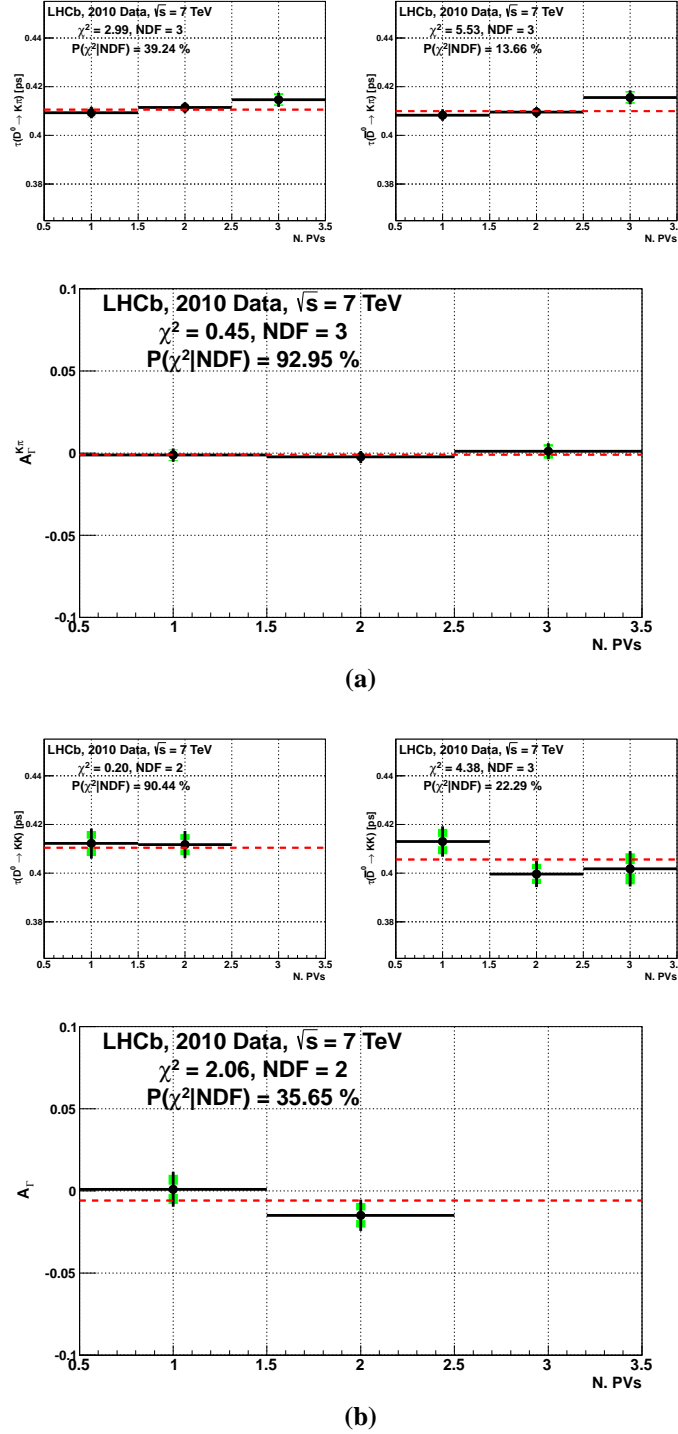 LHCb, 2010 Data, √s = 7 TeV
χ² = 2.99, NDF = 3
P(χ²|NDF) = 39.24 %
τ(D⁰ → Kπ) [ps]
0.44
0.42
0.4
0.38
0.5 1 1.5 2 2.5 3 3.5
N. PVs
LHCb, 2010 Data, √s = 7 TeV
χ² = 5.53, NDF = 3
P(χ²|NDF) = 13.66 %
τ(D⁰ → Kπ) [ps]
0.44
0.42
0.4
0.38
0.5 1 1.5 2 2.5 3 3.5
N. PVs
LHCb, 2010 Data, √s = 7 TeV
χ² = 0.45, NDF = 3
P(χ²|NDF) = 92.95 %
A_Γ^{Kπ}
0.1
0.05
0
-0.05
-0.1
0.5 1 1.5 2 2.5 3 3.5
N. PVs
(a)
LHCb, 2010 Data, √s = 7 TeV
χ² = 0.20, NDF = 2
P(χ²|NDF) = 90.44 %
τ(D⁰ → KK) [ps]
0.44
0.42
0.4
0.38
0.5 1 1.5 2 2.5 3 3.5
N. PVs
LHCb, 2010 Data, √s = 7 TeV
χ² = 4.38, NDF = 3
P(χ²|NDF) = 22.29 %
τ(D⁰ → KK) [ps]
0.44
0.42
0.4
0.38
0.5 1 1.5 2 2.5 3 3.5
N. PVs
LHCb, 2010 Data, √s = 7 TeV
χ² = 2.06, NDF = 2
P(χ²|NDF) = 35.65 %
A_Γ
0.1
0.05
0
-0.05
-0.1
0.5 1 1.5 2 2.5 3 3.5
N. PVs
(b)